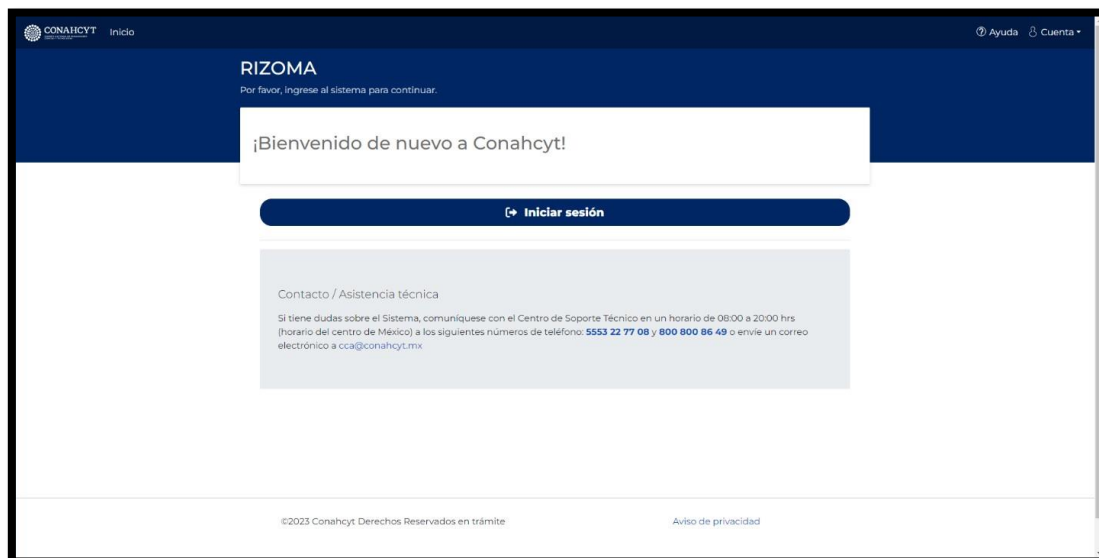 CONAHCYT Inicio Ayuda Cuenta
RIZOMA
Por favor, ingrese al sistema para continuar.
¡Bienvenido de nuevo a Conahcyt!
Iniciar sesión
Contacto / Asistencia técnica
Si tiene dudas sobre el Sistema, comuníquese con el Centro de Soporte Técnico en un horario de 08:00 a 20:00 hrs
(horario del centro de México) a los siguientes números de teléfono: 5553 22 77 08 y 800 800 86 49 o envíe un correo
electrónico a cca@conahcyt.mx
©2023 Conahcyt Derechos Reservados en trámite Aviso de privacidad